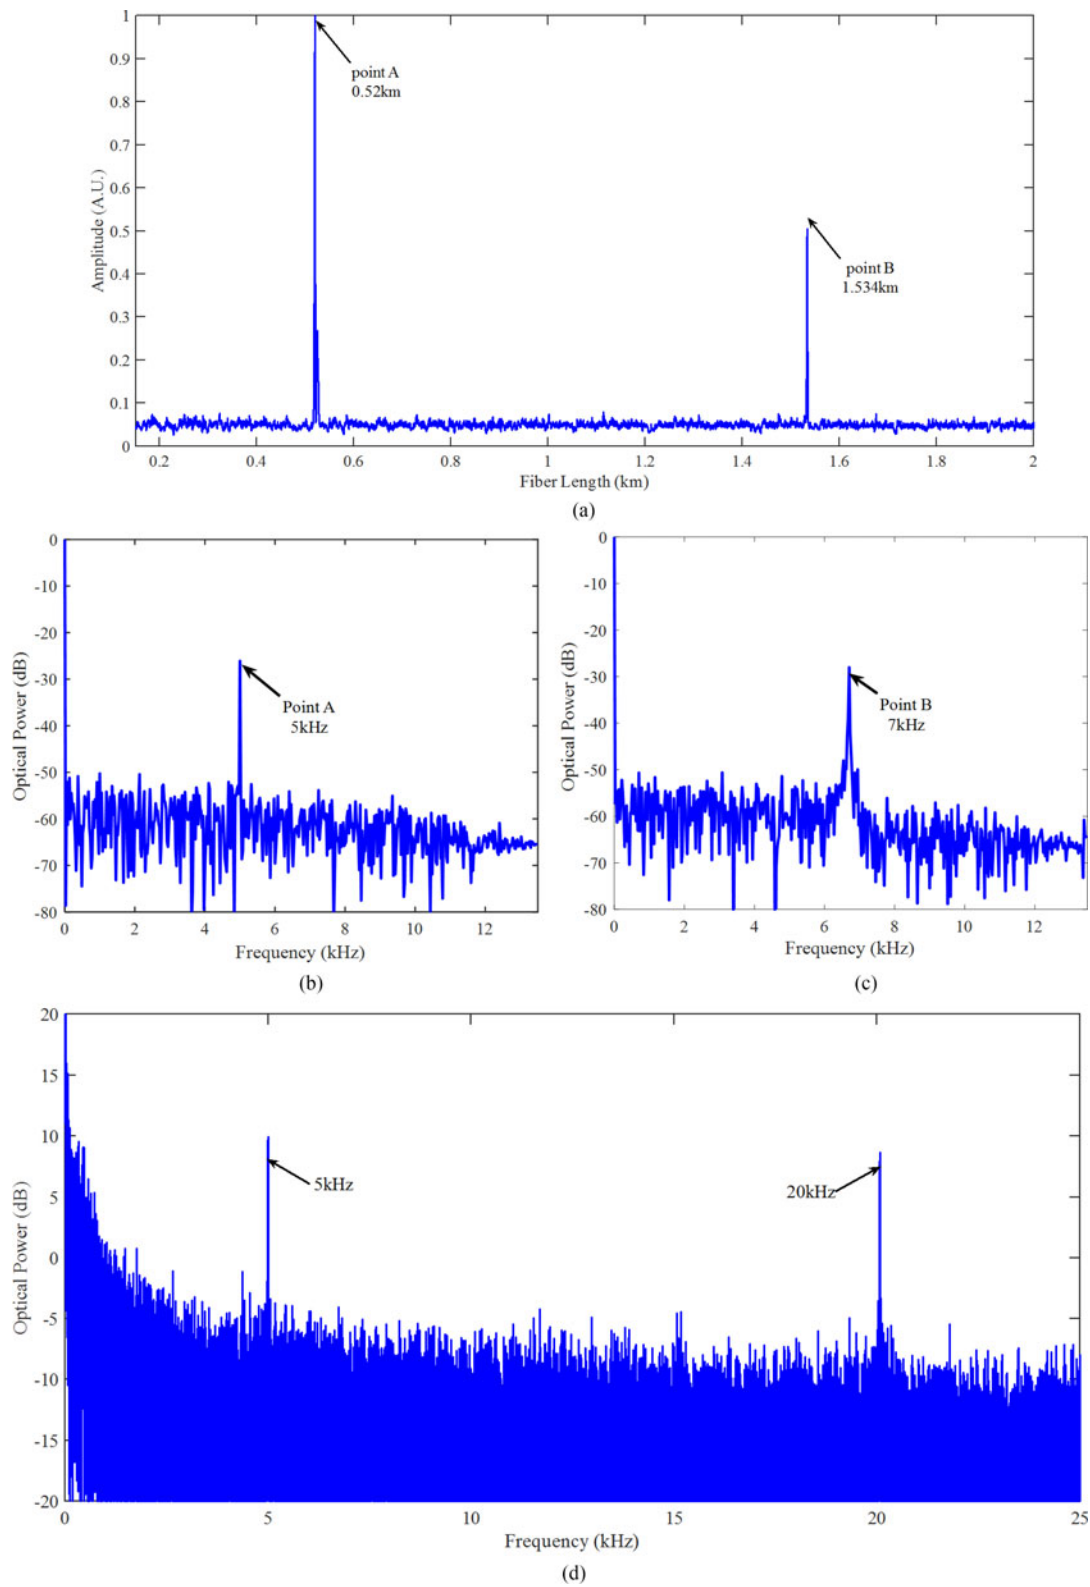 1
0.9
0.8
0.7
0.6
0.5
0.4
0.3
0.2
0.1
0
Amplitude (A.U.)
point A
0.52km
point B
1.534km
0.2 0.4 0.6 0.8 1 1.2 1.4 1.6 1.8 2
Fiber Length (km)
(a)
0
-10
-20
-30
-40
-50
-60
-70
-80
Optical Power (dB)
Point A
5kHz
0 2 4 6 8 10 12
Frequency (kHz)
(b)
0
-10
-20
-30
-40
-50
-60
-70
-80
Optical Power (dB)
Point B
7kHz
0 2 4 6 8 10 12
Frequency (kHz)
(c)
20
15
10
5
0
-5
-10
-15
-20
Optical Power (dB)
5kHz
20kHz
0 5 10 15 20 25
Frequency (kHz)
(d)